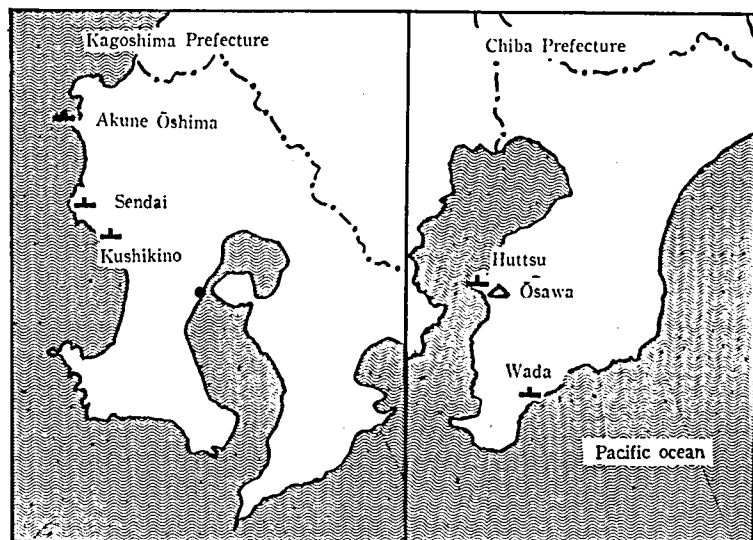 Kagoshima Prefecture
Akune Ōshima
Sendai
Kushikino
Chiba Prefecture
Huttsu
Ōsawa
Wada
Pacific ocean